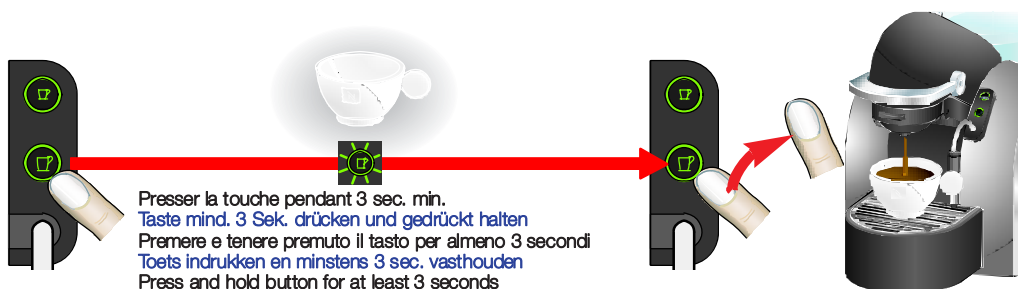 Presser la touche pendant 3 sec. min.
Taste mind. 3 Sek. drücken und gedrückt halten
Premere e tenere premuto il tasto per almeno 3 secondi
Toets indrukken en minstens 3 sec. vasthouden
Press and hold button for at least 3 seconds